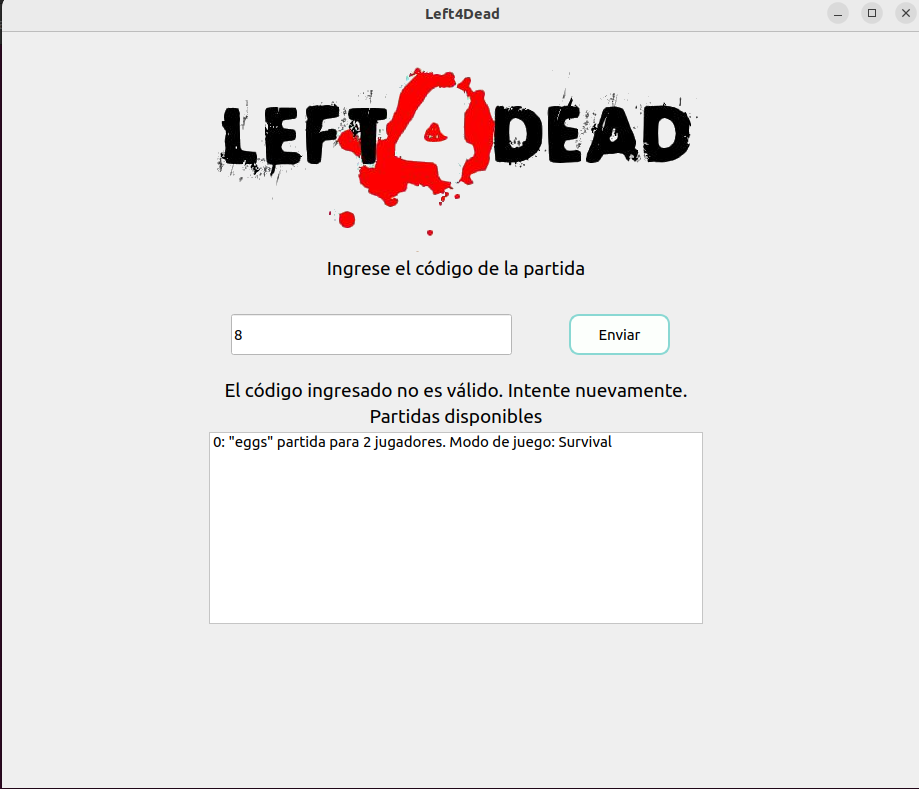 Left4Dead
LEFT4DEAD
Ingrese el código de la partida
8
Enviar
El código ingresado no es válido. Intente nuevamente.
Partidas disponibles
0: "eggs" partida para 2 jugadores. Modo de juego: Survival